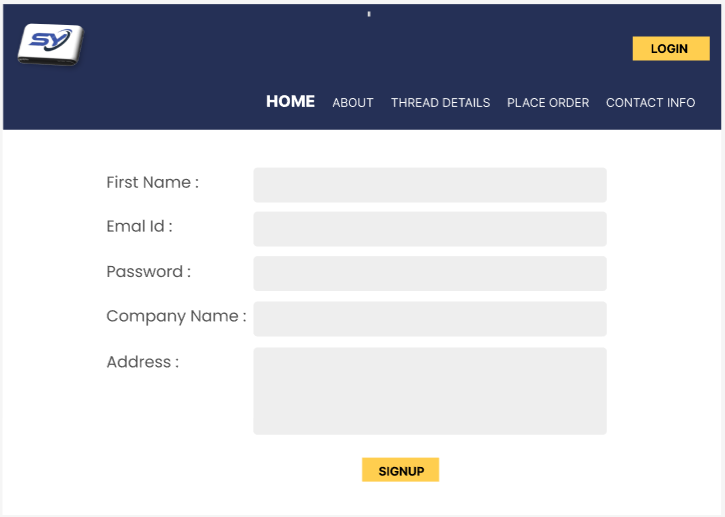 SY
LOGIN
HOME ABOUT THREAD DETAILS PLACE ORDER CONTACT INFO
First Name :
Emal Id :
Password :
Company Name :
Address :
SIGNUP